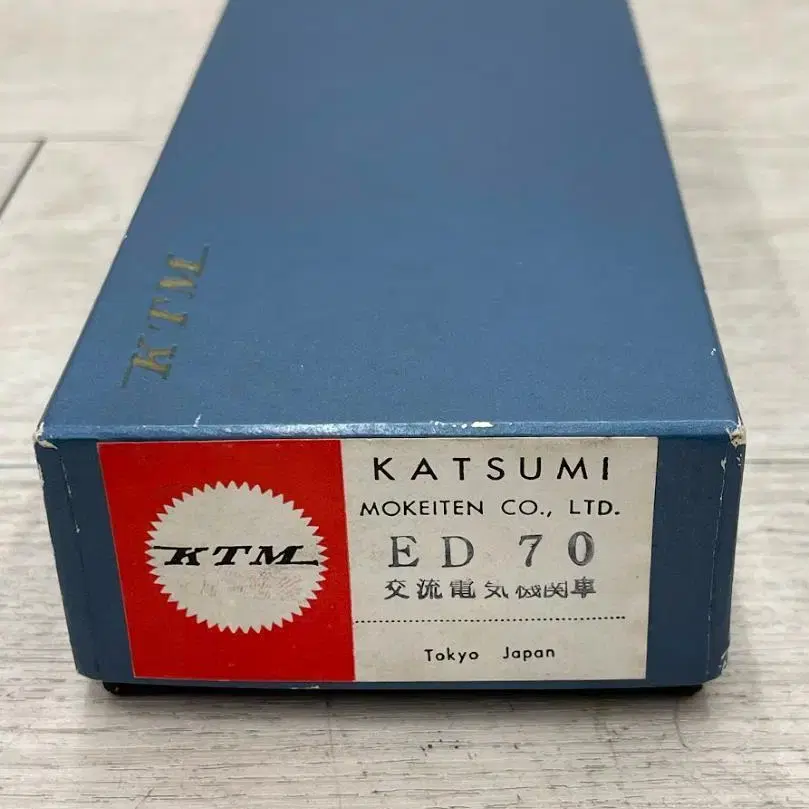 KTM
KTM
KATSUMI
MOKEITEN CO., LTD.
ED 70
交流電気機関車
Tokyo Japan